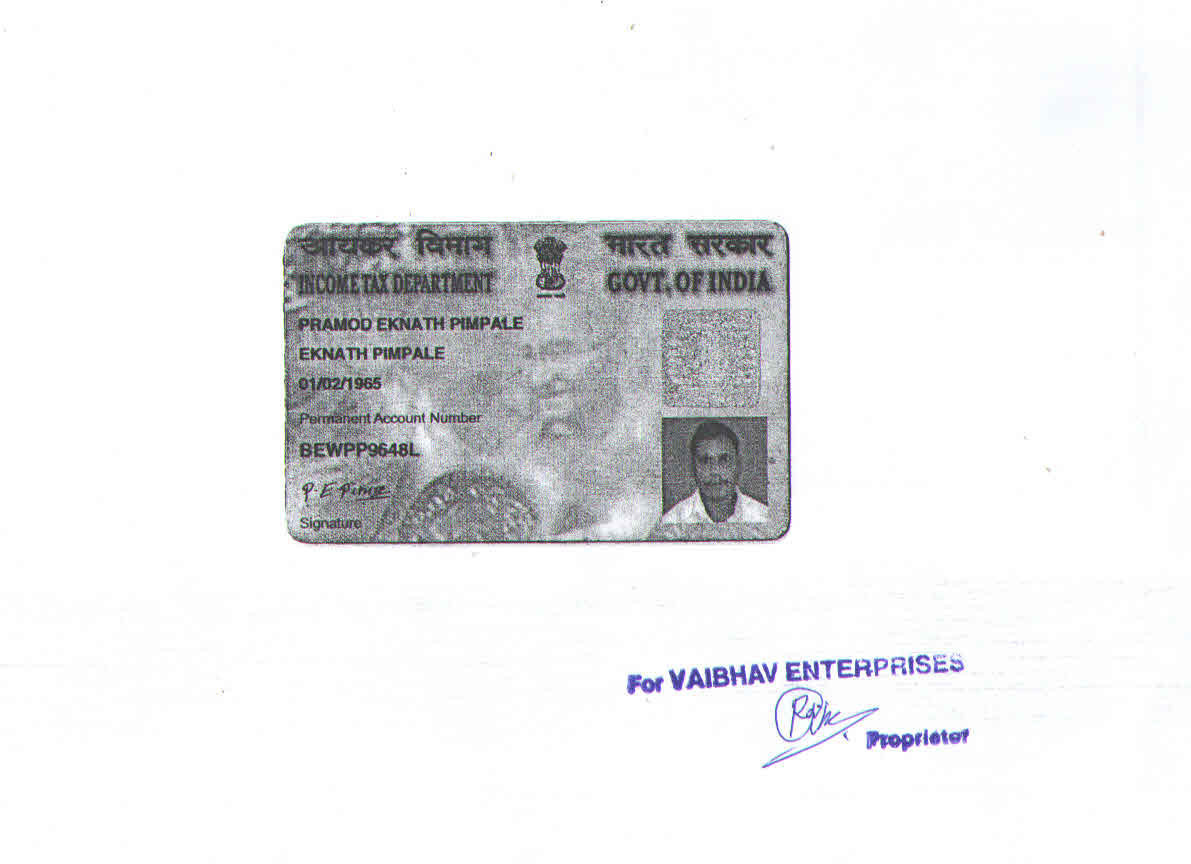 आयकर विभाग भारत सरकार
INCOME TAX DEPARTMENT GOVT. OF INDIA
PRAMOD EKNATH PIMPALE
EKNATH PIMPALE
01/02/1965
Permanent Account Number
BEWPP9648L
Signature
For VAIBHAV ENTERPRISES
Proprietor